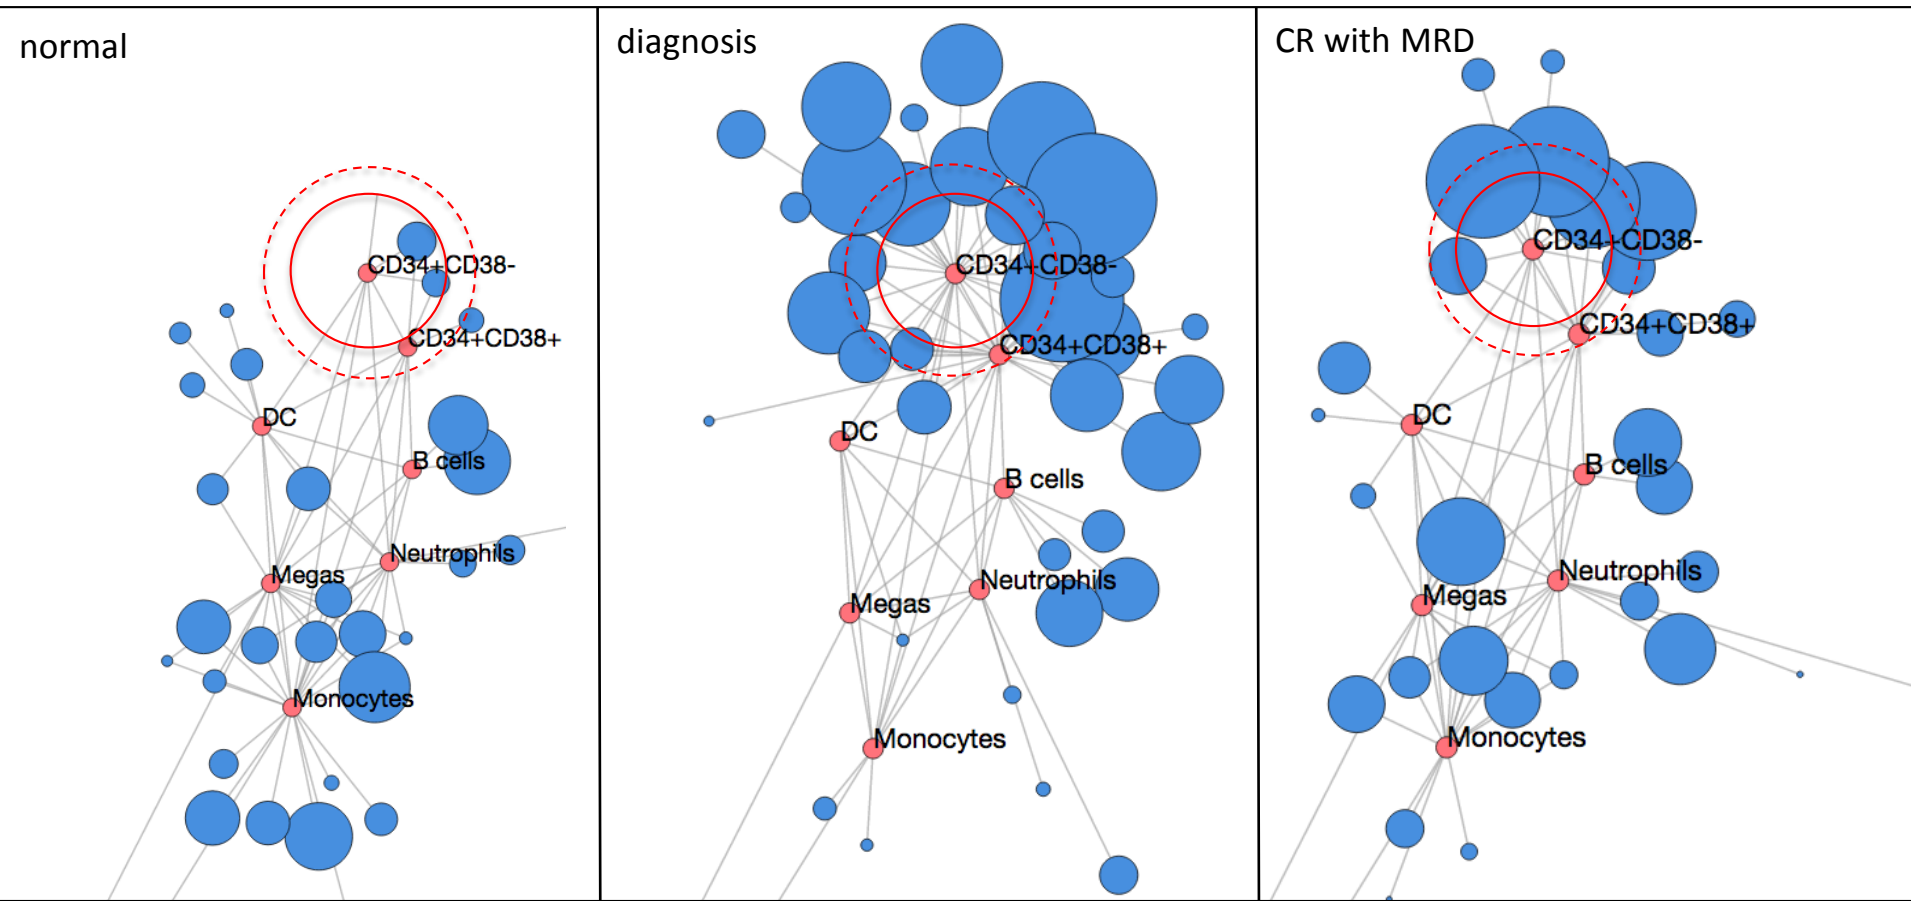 normal
CD34+CD38-
CD34+CD38+
DC
B cells
Neutrophils
Megas
Monocytes
diagnosis
CD34+CD38-
CD34+CD38+
DC
B cells
Neutrophils
Megas
Monocytes
CR with MRD
CD34+CD38-
CD34+CD38+
DC
B cells
Neutrophils
Megas
Monocytes